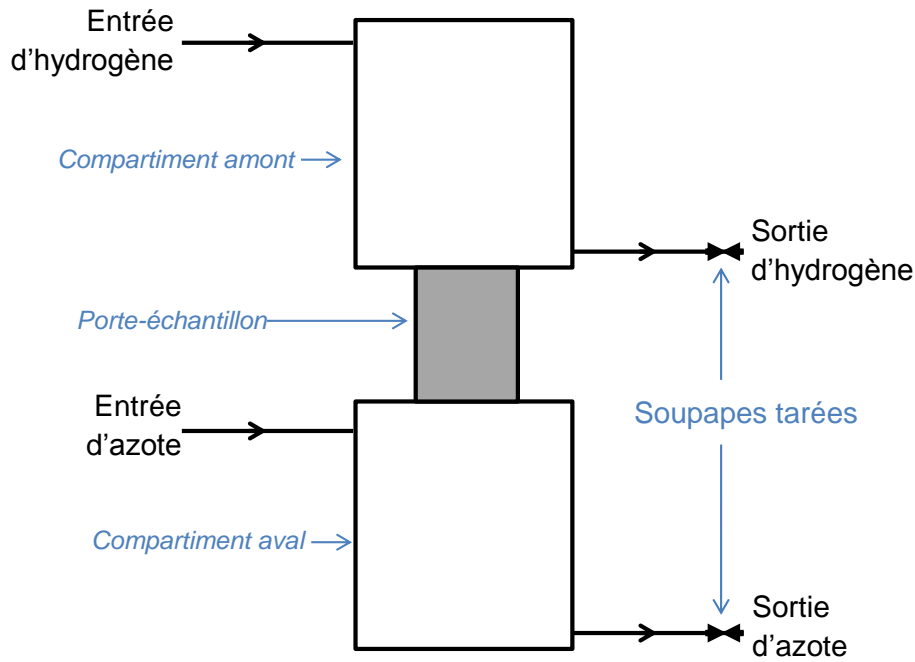 Entrée
d’hydrogène
Compartiment amont
Sortie
d’hydrogène
Porte-échantillon
Entrée
d’azote
Soupapes tarées
Compartiment aval
Sortie
d’azote